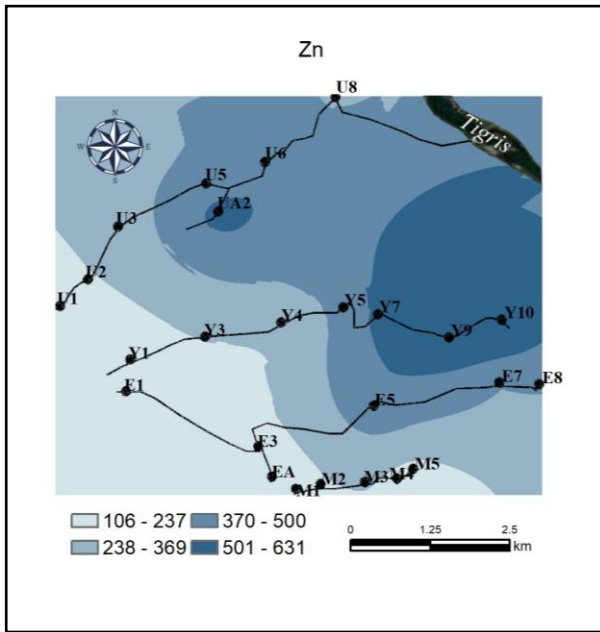 Zn
U8
N
W E
S
Tigris
U6
U5
UA2
U3
U2
U1
Y5
Y7
Y10
Y4
Y3
Y9
Y1
E1
E7
E8
E5
E3
EA
M5
M4
M3
M2
M1
106 - 237
370 - 500
238 - 369
501 - 631
0 1.25 2.5
km